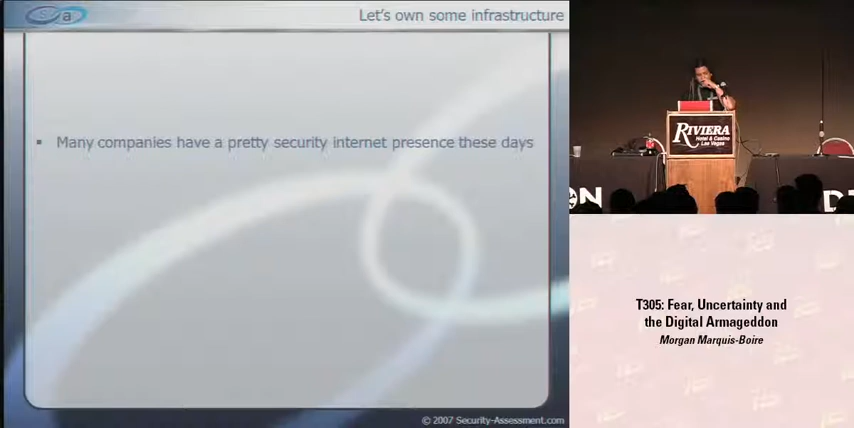 Let's own some infrastructure
▪ Many companies have a pretty security internet presence these days
© 2007 Security-Assessment.com
RIVIERA
Hotel & Casino
Las Vegas
T305: Fear, Uncertainty and
the Digital Armageddon
Morgan Marquis-Boire